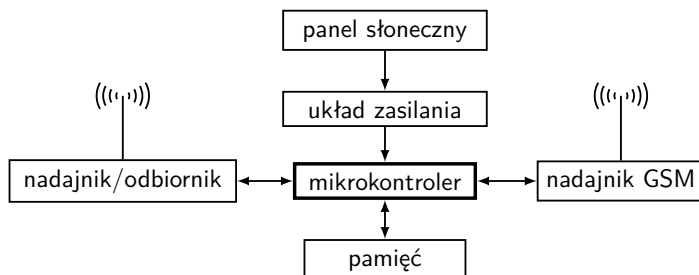 panel słoneczny
układ zasilania
nadajnik/odbiornik
mikrokontroler
nadajnik GSM
pamięć